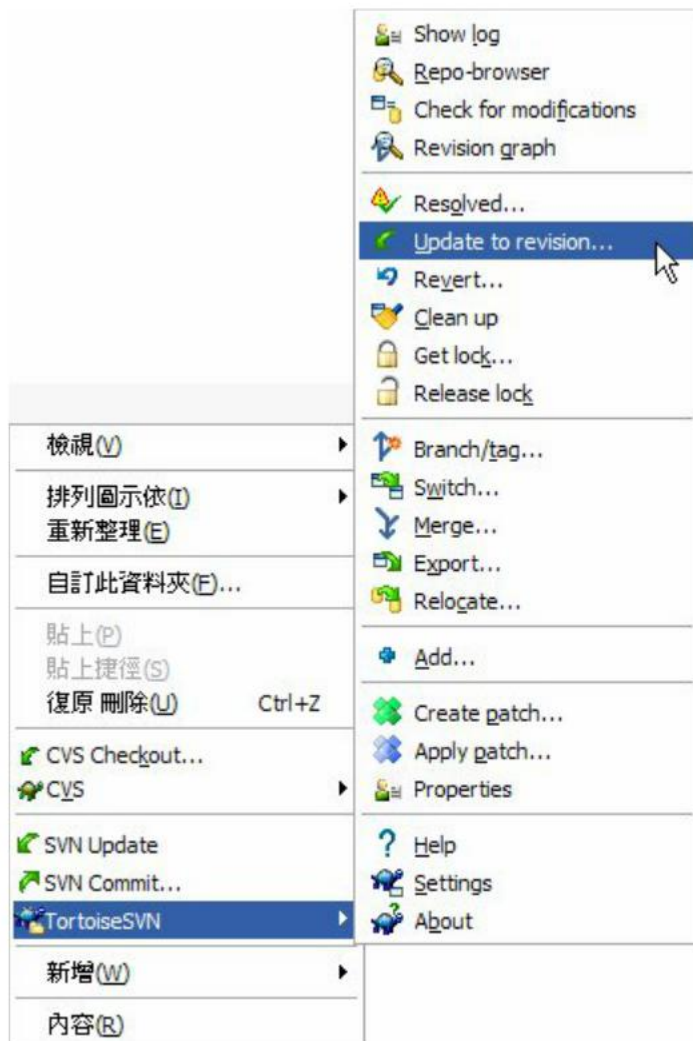 Show log
Repo-browser
Check for modifications
Revision graph
Resolved...
Update to revision...
Revert...
Clean up
Get lock...
Release lock
Branch/tag...
Switch...
Merge...
Export...
Relocate...
Add...
Create patch...
Apply patch...
Properties
Help
Settings
About
檢視(V)
排列圖示依(I)
重新整理(E)
自訂此資料夾(F)...
貼上(P)
貼上捷徑(S)
復原 刪除(U) Ctrl+Z
CVS Checkout...
CVS
SVN Update
SVN Commit...
TortoiseSVN
新增(W)
內容(R)